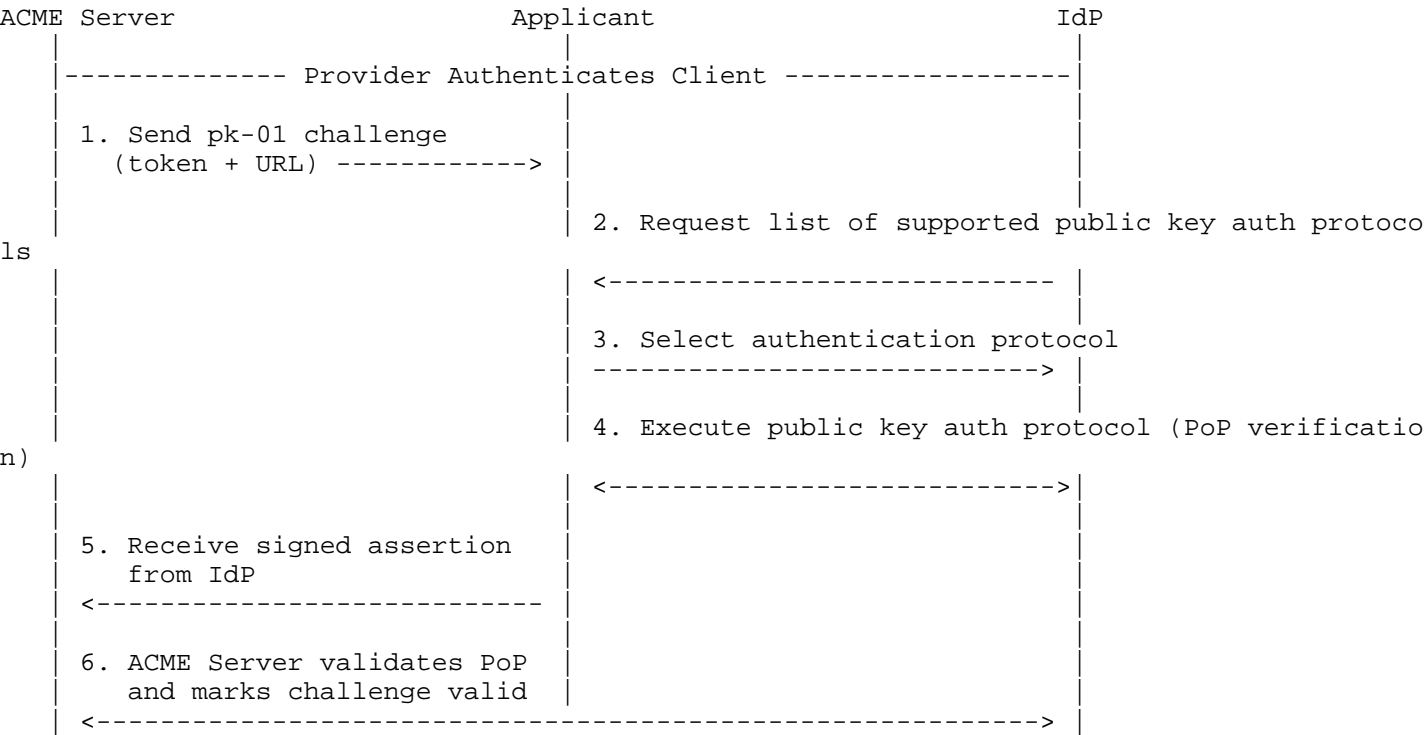 ACME Server Applicant IdP
|-------------- Provider Authenticates Client ------------------|
1. Send pk-01 challenge
(token + URL) ------------>
2. Request list of supported public key auth protoco
ls
<----------------------------
3. Select authentication protocol
---------------------------->
4. Execute public key auth protocol (PoP verificatio
n)
<---------------------------->
5. Receive signed assertion
from IdP
<----------------------------
6. ACME Server validates PoP
and marks challenge valid
<----------------------------------------------------------->